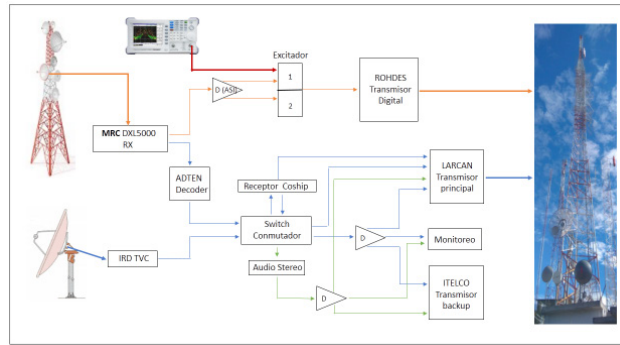 Excitador
1
2
D (ASI)
ROHDES
Transmisor
Digital
MRC DXL5000
RX
ADTEN
Decoder
Receptor Coship
LARCAN
Transmisor
principal
Switch
Conmutador
IRD TVC
D
Monitoreo
Audio Stereo
D
ITELCO
Transmisor
backup